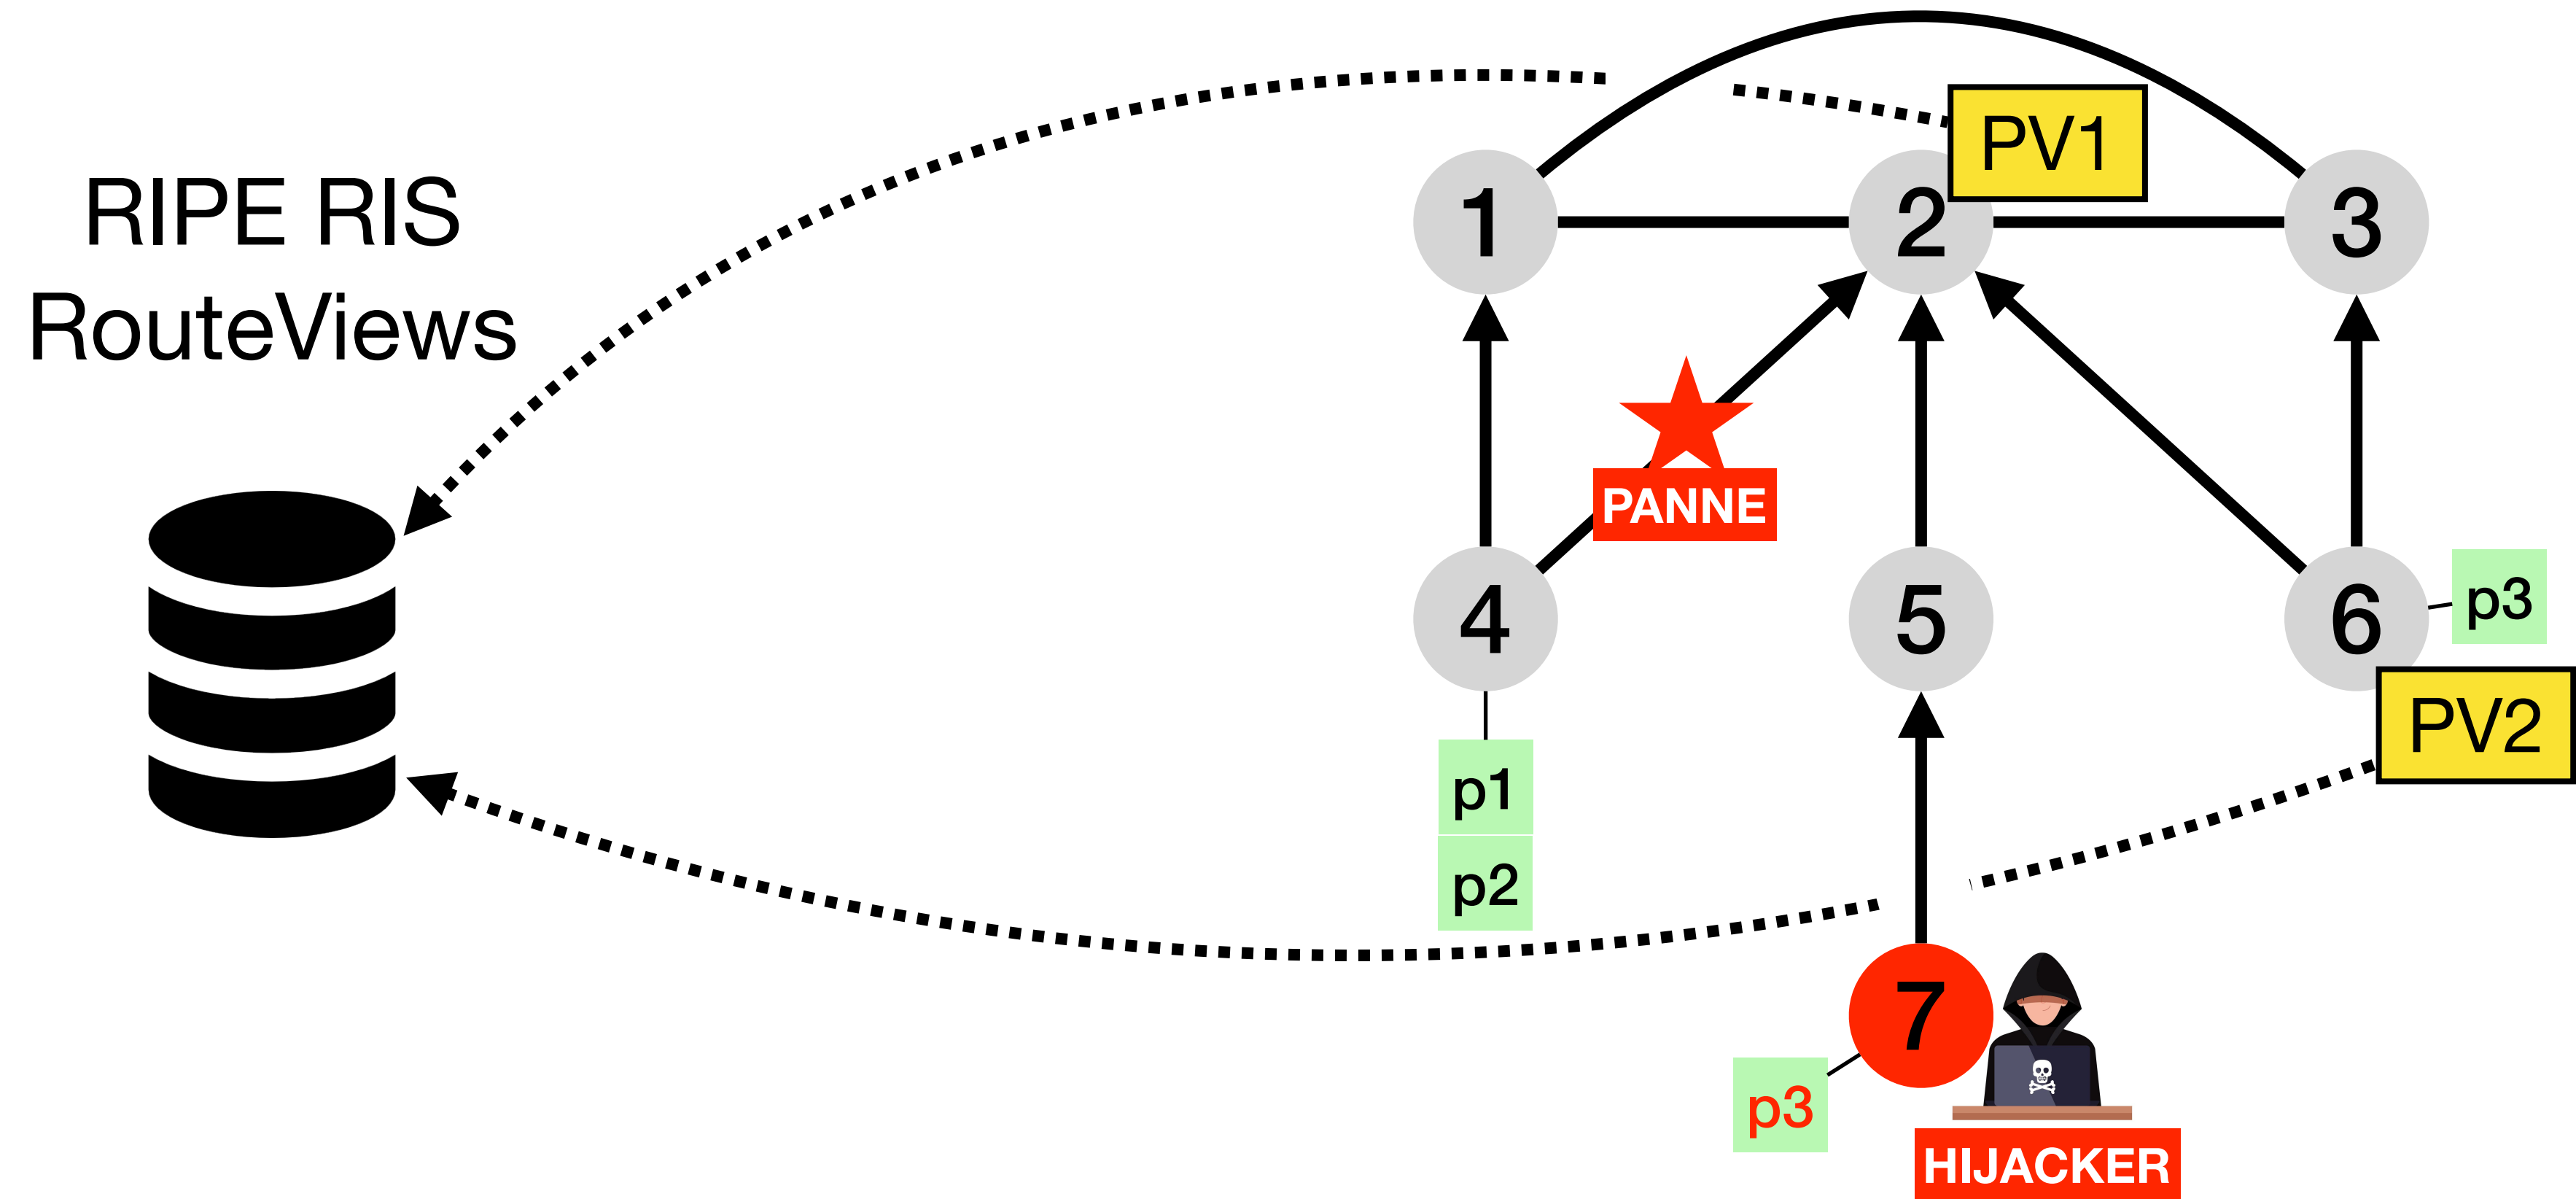 RIPE RIS
RouteViews
PV1
1
2
3
PANNE
4
5
6
p3
PV2
p1
p2
7
p3
HIJACKER